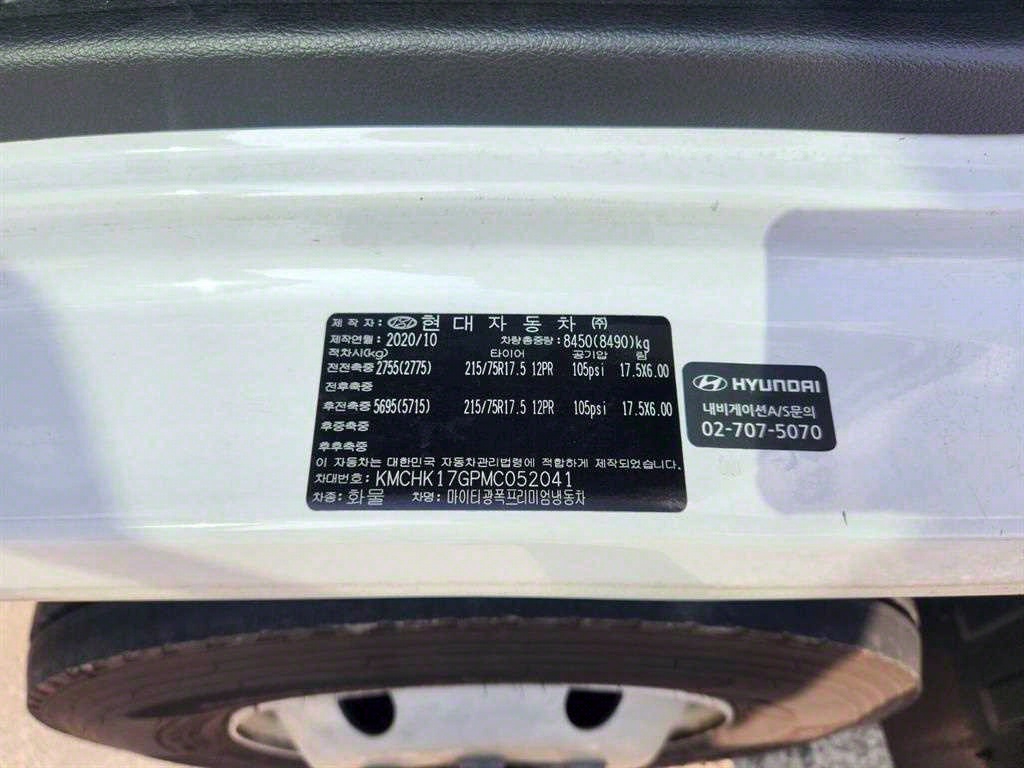 제 작 자: 현 대 자 동 차 ㈜
제작연월: 2020/10 차량총중량: 8450(8490)kg
적차시(kg) 타이어 공기압 림
전전축중 2755(2775) 215/75R17.5 12PR 105psi 17.5X6.00
전후축중
후전축중 5695(5715) 215/75R17.5 12PR 105psi 17.5X6.00
후중축중
후후축중
이 자동차는 대한민국 자동차관리법령에 적합하게 제작되었습니다.
차대번호: KMCHK17GPMC052041
차종: 화물 차명: 마이티광폭프리미엄냉동차
HYUNDAI
내비게이션A/S문의
02-707-5070